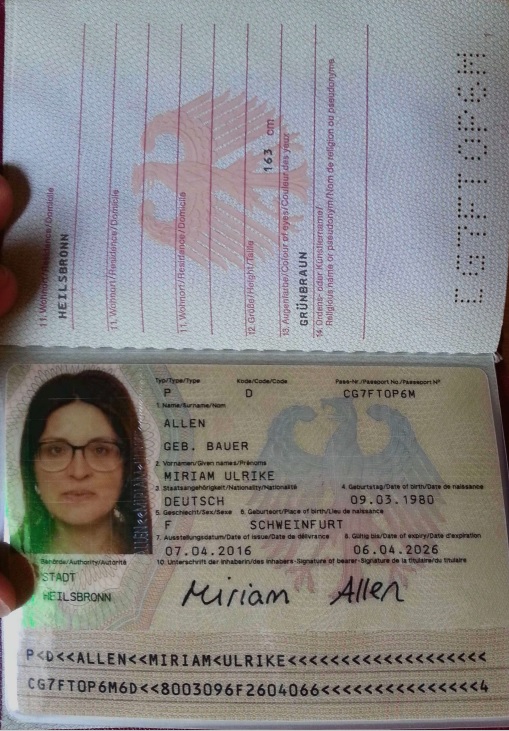 11. Wohnort/Residence/Domicile
HEILSBRONN
11. Wohnort/Residence/Domicile
11. Wohnort/Residence/Domicile
12. Größe/Height/Taille
163 cm
13. Augenfarbe/Colour of eyes/Couleur des yeux
GRÜNBRAUN
14. Ordens- oder Künstlername/
Religious name or pseudonym/Nom de religion ou pseudonyme
Typ/Type/Type Kode/Code/Code Pass-Nr./Passport No./Passeport N°
P D CG7FTOP6M
1. Name/Surname/Nom
ALLEN
GEB. BAUER
2. Vornamen/Given names/Prénoms
MIRIAM ULRIKE
3. Staatsangehörigkeit/Nationality/Nationalité 4. Geburtstag/Date of birth/Date de naissance
DEUTSCH 09.03.1980
5. Geschlecht/Sex/Sexe 6. Geburtsort/Place of birth/Lieu de naissance
F SCHWEINFURT
7. Ausstellungsdatum/Date of issue/Date de délivrance 8. Gültig bis/Date of expiry/Date d'expiration
07.04.2016 06.04.2026
Behörde/Authority/Autorité 10. Unterschrift der Inhaberin/des Inhabers-Signature of bearer-Signature de la titulaire/du titulaire
STADT
HEILSBRONN
Miriam Allen
P<D<<ALLEN<<MIRIAM<ULRIKE<<<<<<<<<<<<<<<<<<<
CG7FTOP6M6D<<8003096F2604066<<<<<<<<<<<<<<<4